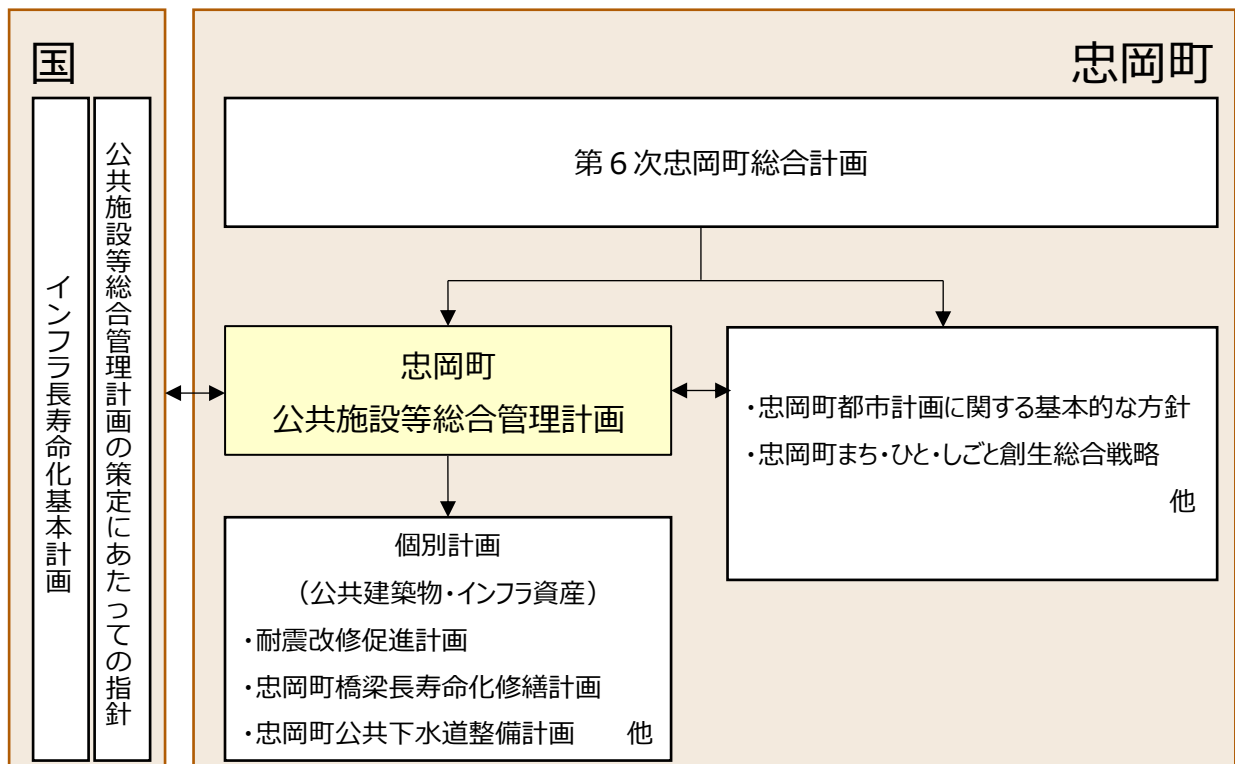 国
インフラ長寿命化基本計画
公共施設等総合管理計画の策定にあたっての指針
忠岡町
第6次忠岡町総合計画
忠岡町
公共施設等総合管理計画
・忠岡町都市計画に関する基本的な方針
・忠岡町まち・ひと・しごと創生総合戦略
他
個別計画
（公共建築物・インフラ資産）
・耐震改修促進計画
・忠岡町橋梁長寿命化修繕計画
・忠岡町公共下水道整備計画　　他